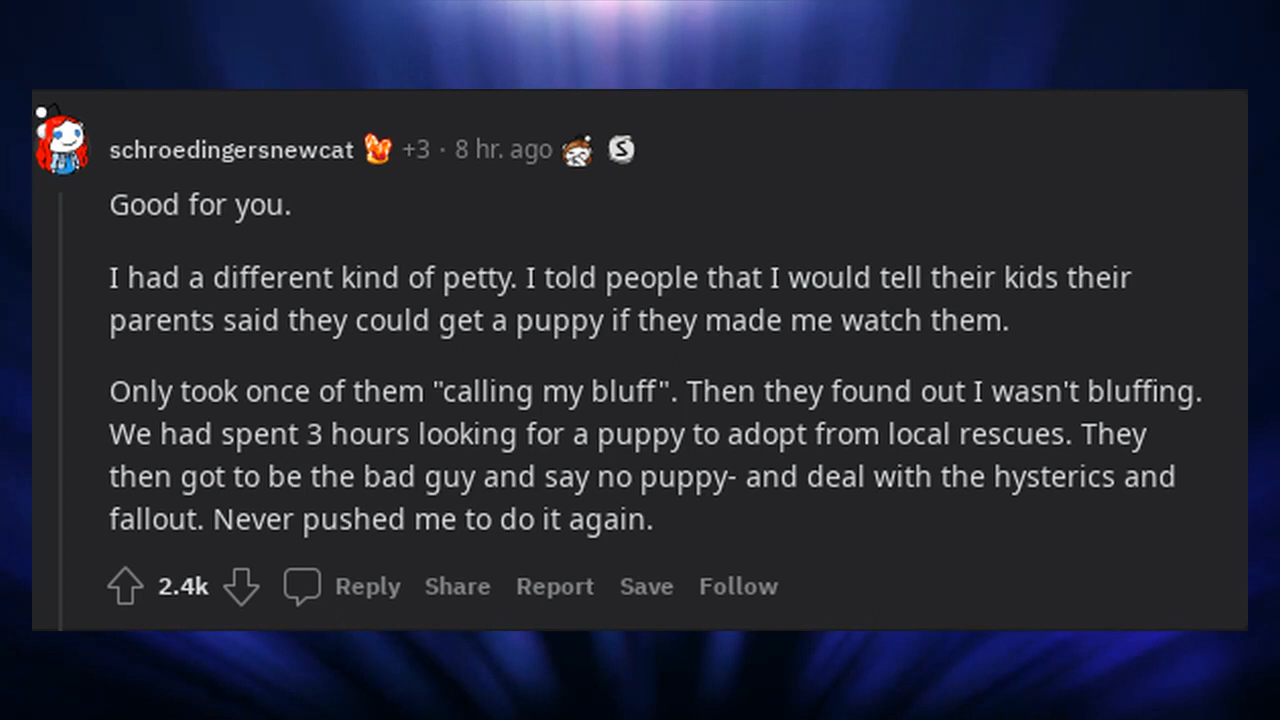 schroedingersnewcat +3 · 8 hr. ago
Good for you.
I had a different kind of petty. I told people that I would tell their kids their
parents said they could get a puppy if they made me watch them.
Only took once of them "calling my bluff". Then they found out I wasn't bluffing.
We had spent 3 hours looking for a puppy to adopt from local rescues. They
then got to be the bad guy and say no puppy- and deal with the hysterics and
fallout. Never pushed me to do it again.
2.4k Reply Share Report Save Follow